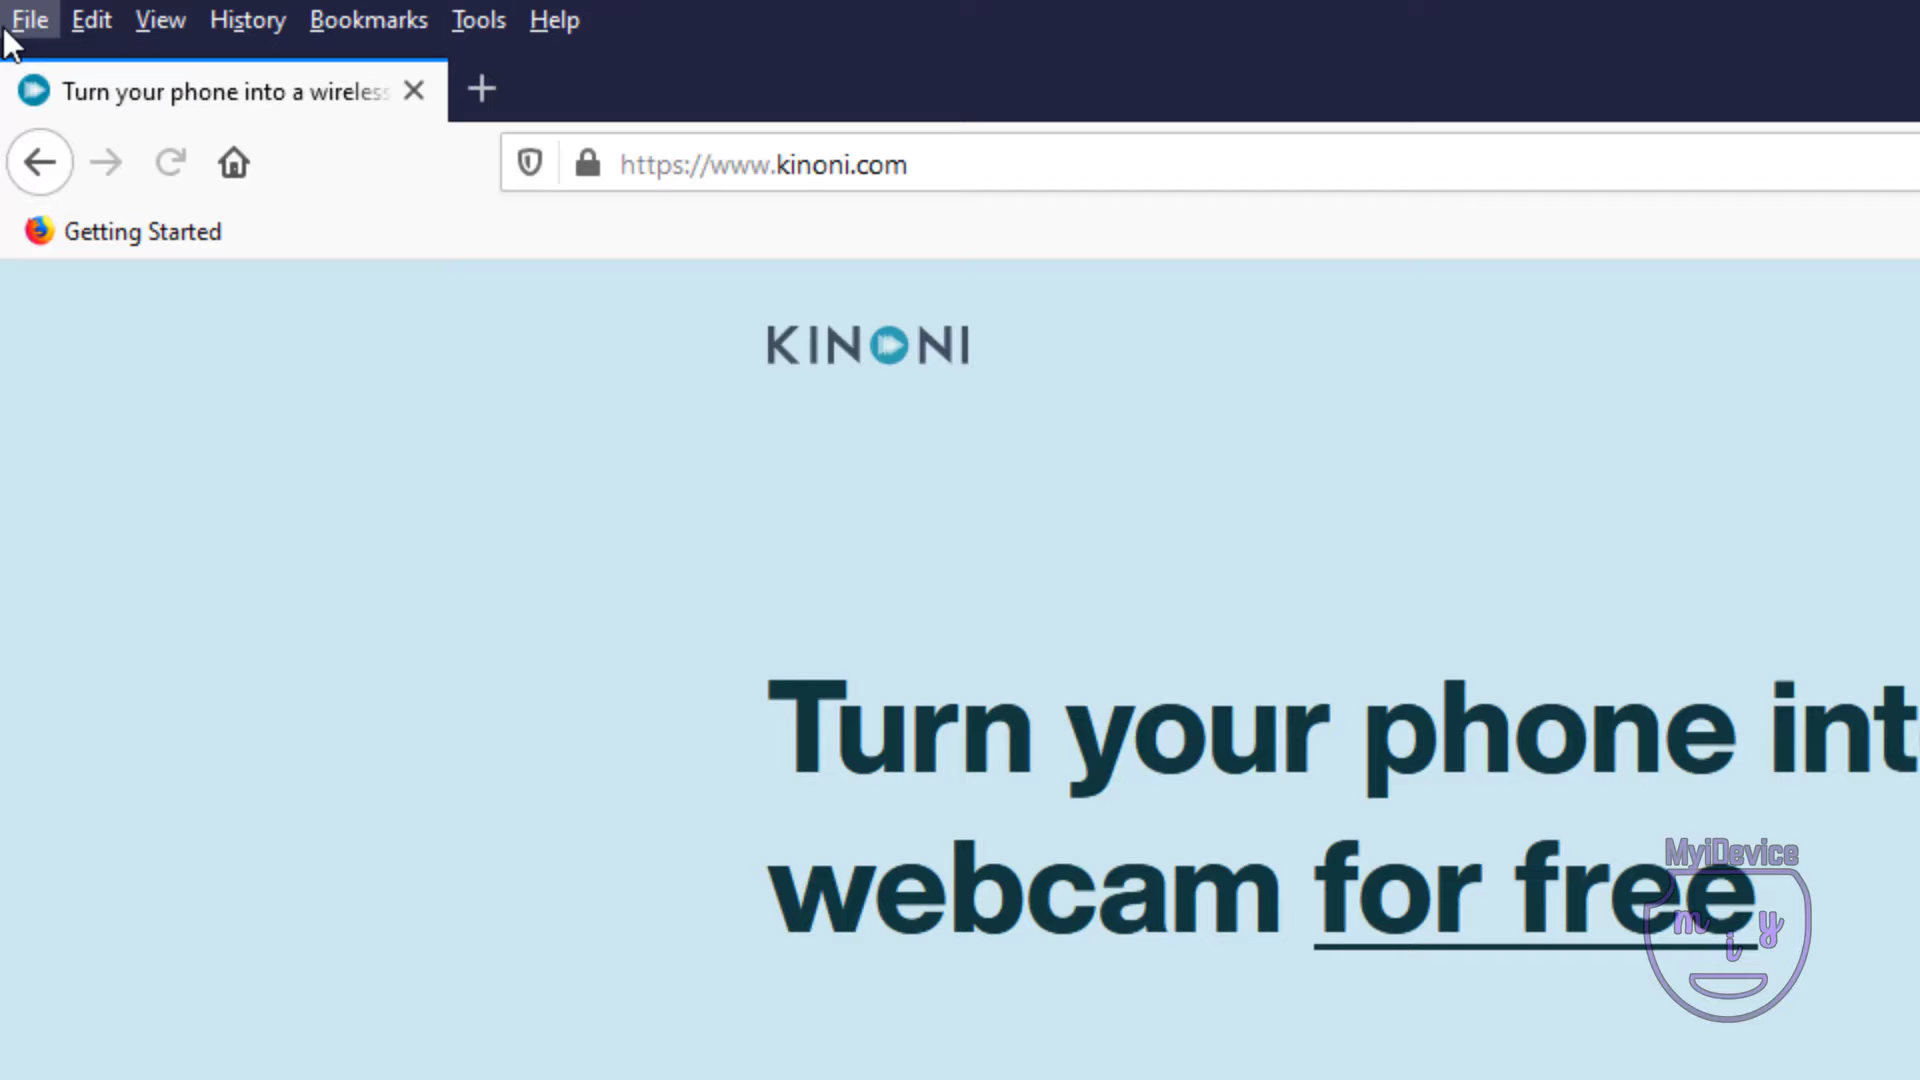 File Edit View History Bookmarks Tools Help
Turn your phone into a wireless
https://www.kinoni.com
Getting Started
KINONI
Turn your phone int
webcam for free
MyiDevice
m i y